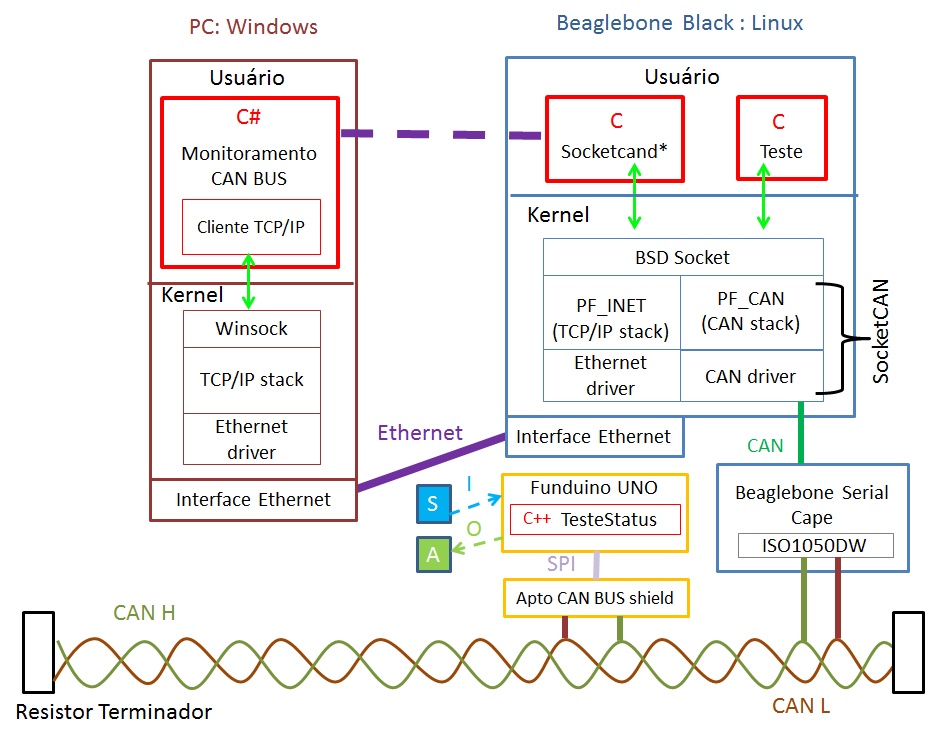 PC: Windows
Beaglebone Black : Linux
Usuário
C#
Monitoramento
CAN BUS
Cliente TCP/IP
Kernel
Winsock
TCP/IP stack
Ethernet
driver
Interface Ethernet
Usuário
C
Socketcand*
C
Teste
Kernel
BSD Socket
PF_INET
(TCP/IP stack)
PF_CAN
(CAN stack)
Ethernet
driver
CAN driver
SocketCAN
Interface Ethernet
Ethernet
CAN
Beaglebone Serial
Cape
ISO1050DW
S
I
A
O
Funduino UNO
C++ TesteStatus
SPI
Apto CAN BUS shield
CAN H
CAN L
Resistor Terminador